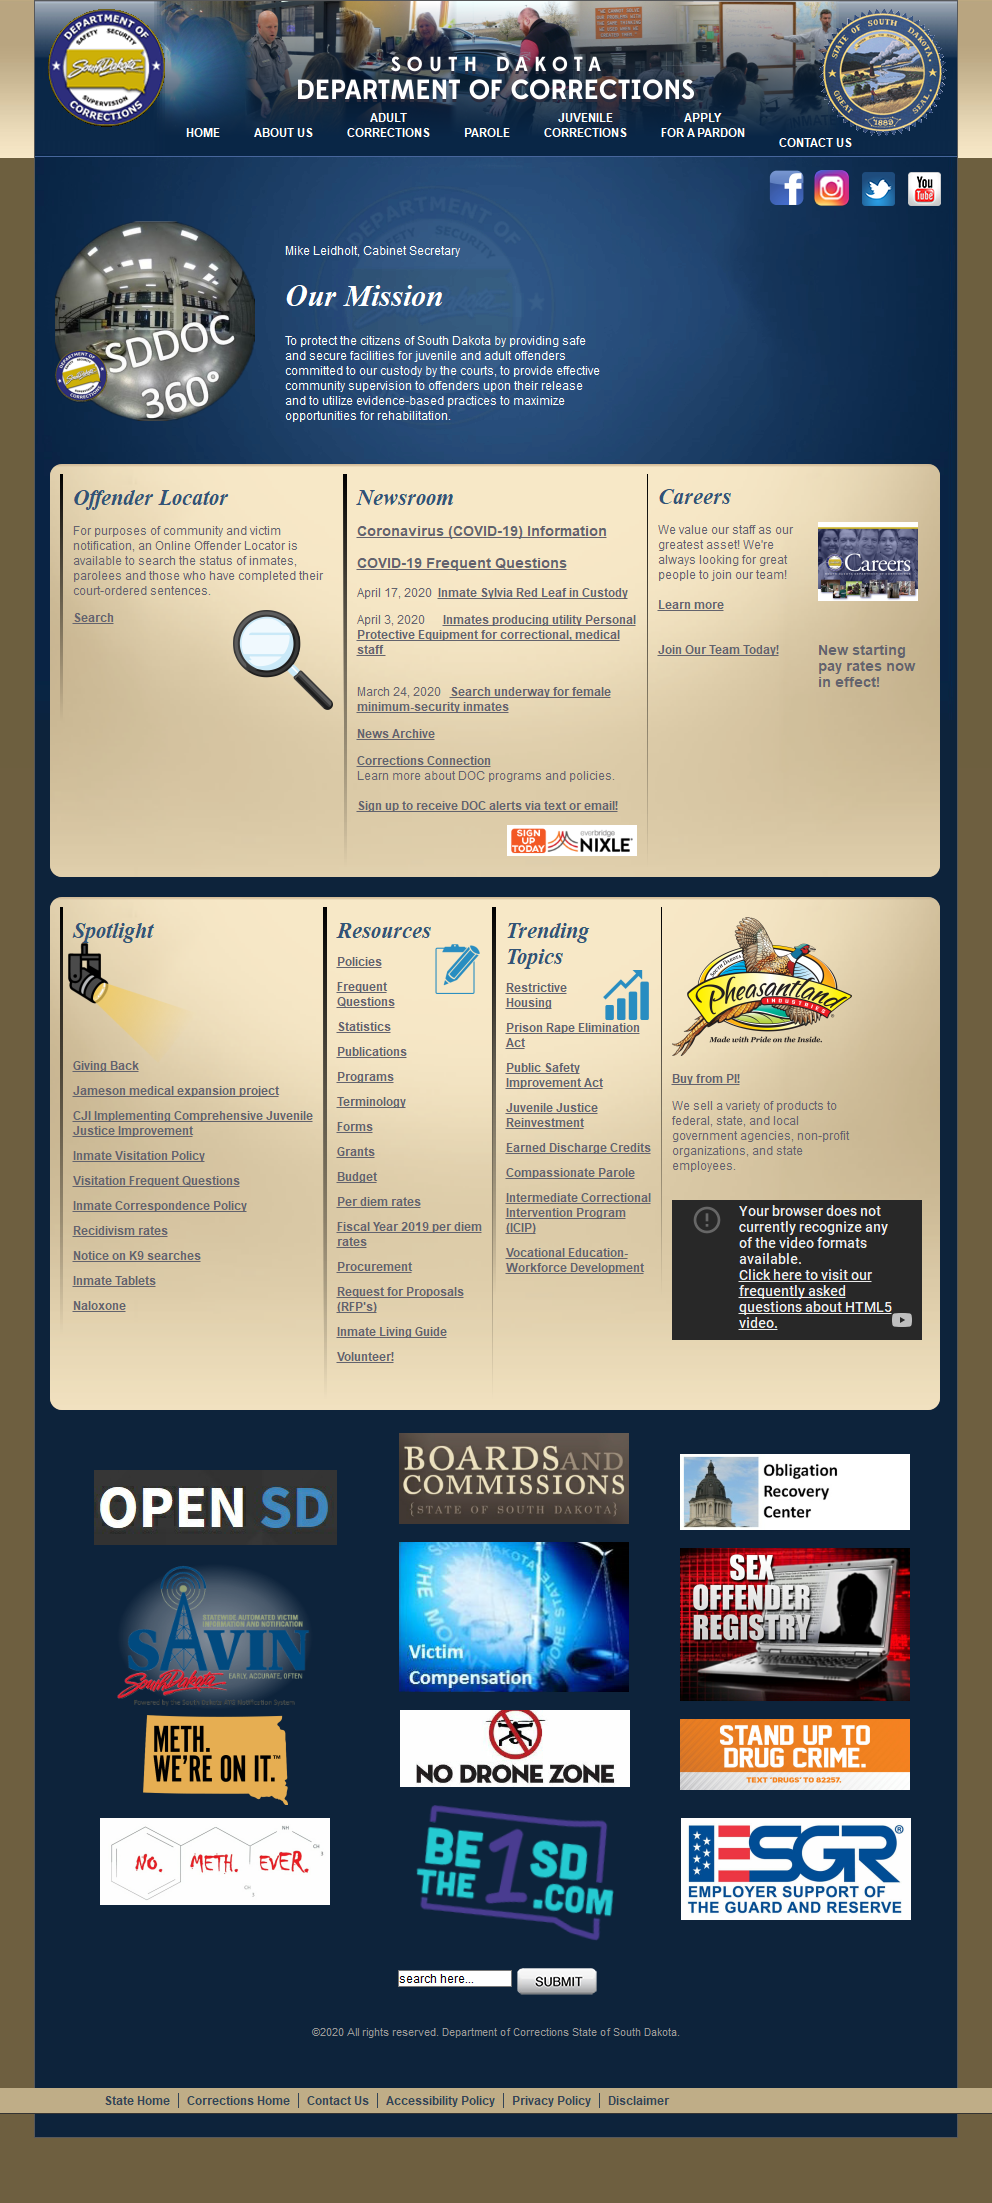 DEPARTMENT OF
SAFETY SECURITY
South Dakota
SUPERVISION
CORRECTIONS
SOUTH DAKOTA
DEPARTMENT OF CORRECTIONS
STATE OF SOUTH DAKOTA
GREAT SEAL
1889
HOME
ABOUT US
ADULT
CORRECTIONS
PAROLE
JUVENILE
CORRECTIONS
APPLY
FOR A PARDON
CONTACT US
f
You
Tube
SDDOC
360°
Mike Leidholt, Cabinet Secretary
Our Mission
To protect the citizens of South Dakota by providing safe
and secure facilities for juvenile and adult offenders
committed to our custody by the courts, to provide effective
community supervision to offenders upon their release
and to utilize evidence-based practices to maximize
opportunities for rehabilitation.
Offender Locator
For purposes of community and victim
notification, an Online Offender Locator is
available to search the status of inmates,
parolees and those who have completed their
court-ordered sentences.
Search
Newsroom
Coronavirus (COVID-19) Information
COVID-19 Frequent Questions
April 17, 2020 Inmate Sylvia Red Leaf in Custody
April 3, 2020 Inmates producing utility Personal
Protective Equipment for correctional, medical
staff
March 24, 2020 Search underway for female
minimum-security inmates
News Archive
Corrections Connection
Learn more about DOC programs and policies.
Sign up to receive DOC alerts via text or email!
SIGN
UP
TODAY
everbridge
NIXLE
Careers
We value our staff as our
greatest asset! We're
always looking for great
people to join our team!
Learn more
Join Our Team Today!
Careers
New starting
pay rates now
in effect!
Spotlight
Giving Back
Jameson medical expansion project
CJI Implementing Comprehensive Juvenile
Justice Improvement
Inmate Visitation Policy
Visitation Frequent Questions
Inmate Correspondence Policy
Recidivism rates
Notice on K9 searches
Inmate Tablets
Naloxone
Resources
Policies
Frequent
Questions
Statistics
Publications
Programs
Terminology
Forms
Grants
Budget
Per diem rates
Fiscal Year 2019 per diem
rates
Procurement
Request for Proposals
(RFP's)
Inmate Living Guide
Volunteer!
Trending
Topics
Restrictive
Housing
Prison Rape Elimination
Act
Public Safety
Improvement Act
Juvenile Justice
Reinvestment
Earned Discharge Credits
Compassionate Parole
Intermediate Correctional
Intervention Program
(ICIP)
Vocational Education-
Workforce Development
SOUTH DAKOTA
Pheasantland
INDUSTRIES
Made with Pride on the Inside.
Buy from PI!
We sell a variety of products to
federal, state, and local
government agencies, non-profit
organizations, and state
employees.
Your browser does not
currently recognize any
of the video formats
available.
Click here to visit our
frequently asked
questions about HTML5
video.
OPEN SD
BOARDS AND
COMMISSIONS
{STATE OF SOUTH DAKOTA}
Obligation
Recovery
Center
STATEWIDE AUTOMATED VICTIM
INFORMATION AND NOTIFICATION
SAVIN
South Dakota
EARLY, ACCURATE, OFTEN
Powered by the South Dakota VINE Notification System
Victim
Compensation
SEX
OFFENDER
REGISTRY
METH.
WE'RE ON IT.™
NO DRONE ZONE
STAND UP TO
DRUG CRIME.
TEXT 'DRUGS' TO 82257.
NO. METH. EVER.
NH
CH
3
CH
3
BE
THE 1 SD
.COM
ESGR®
EMPLOYER SUPPORT OF
THE GUARD AND RESERVE
search here...
SUBMIT
©2020 All rights reserved. Department of Corrections State of South Dakota.
State Home | Corrections Home | Contact Us | Accessibility Policy | Privacy Policy | Disclaimer